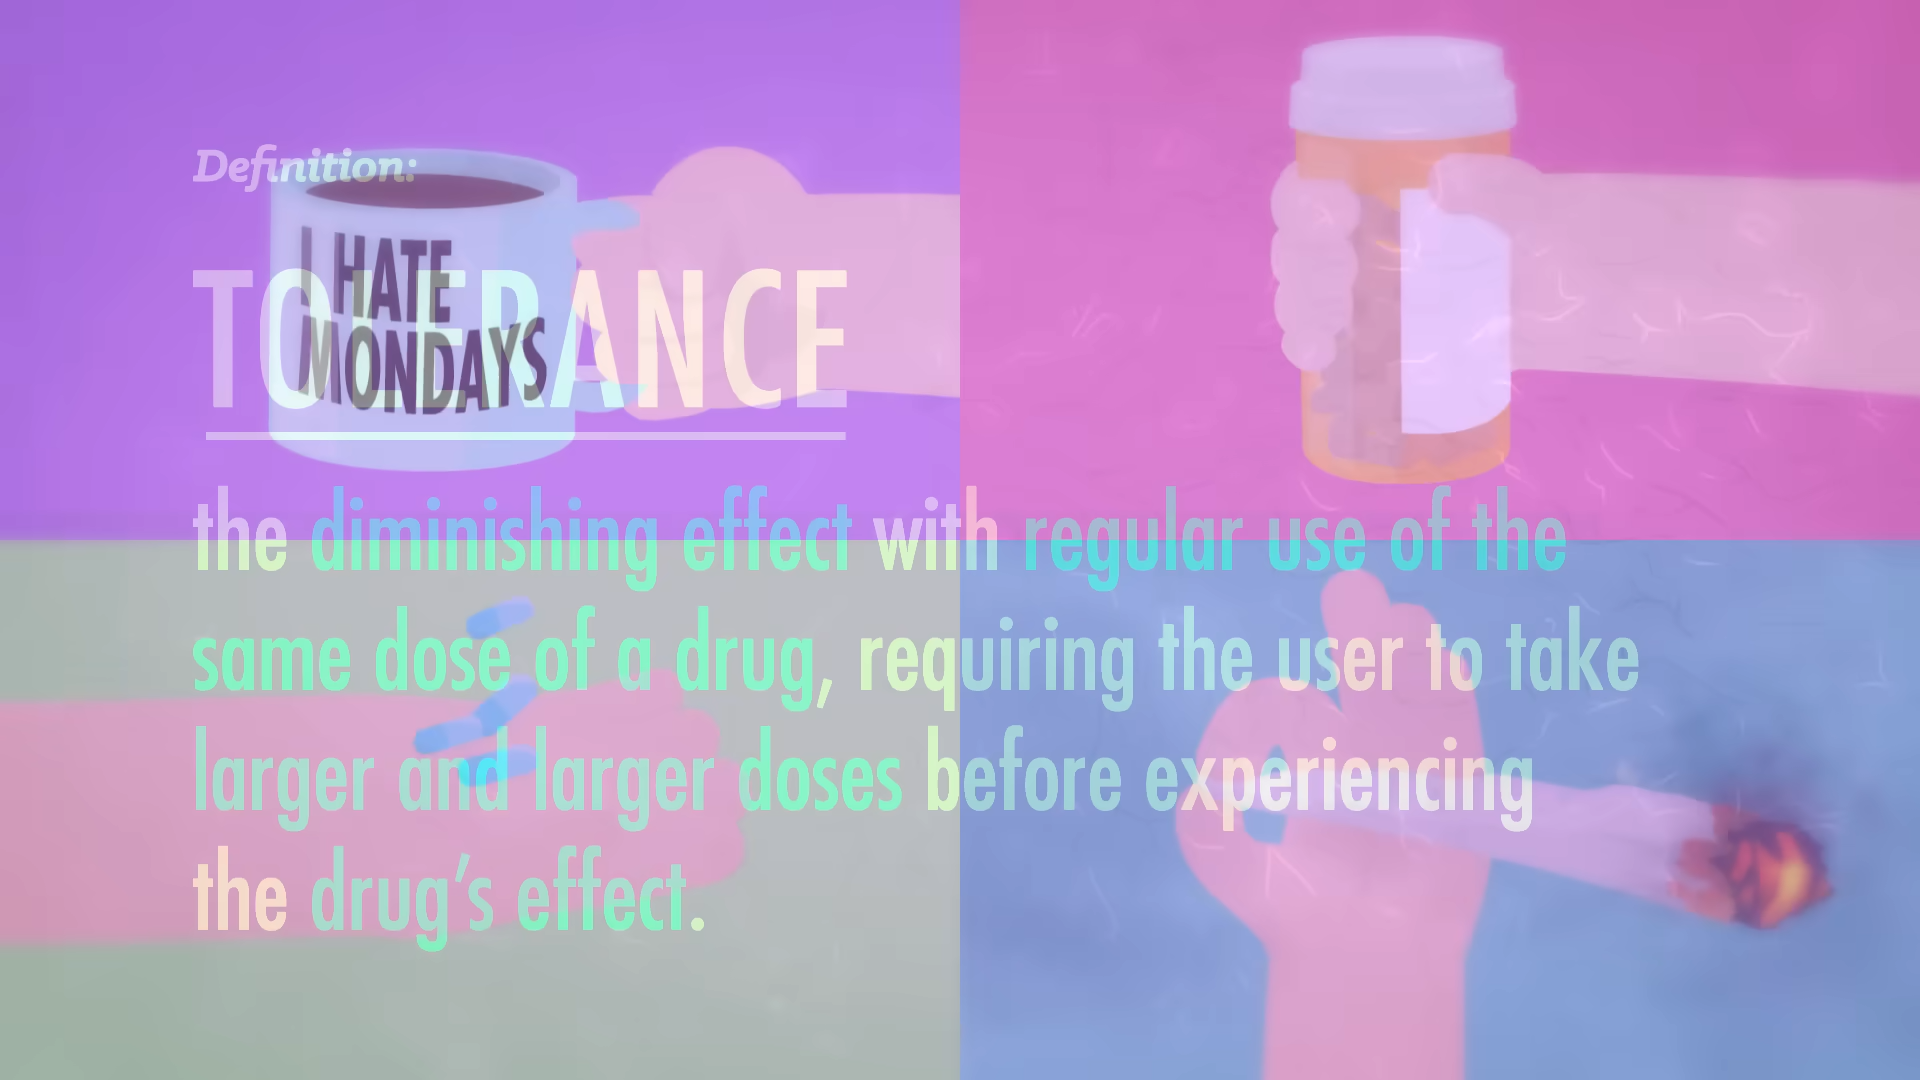 Definition:
I HATE
MONDAYS
TOLERANCE
the diminishing effect with regular use of the
same dose of a drug, requiring the user to take
larger and larger doses before experiencing
the drug’s effect.